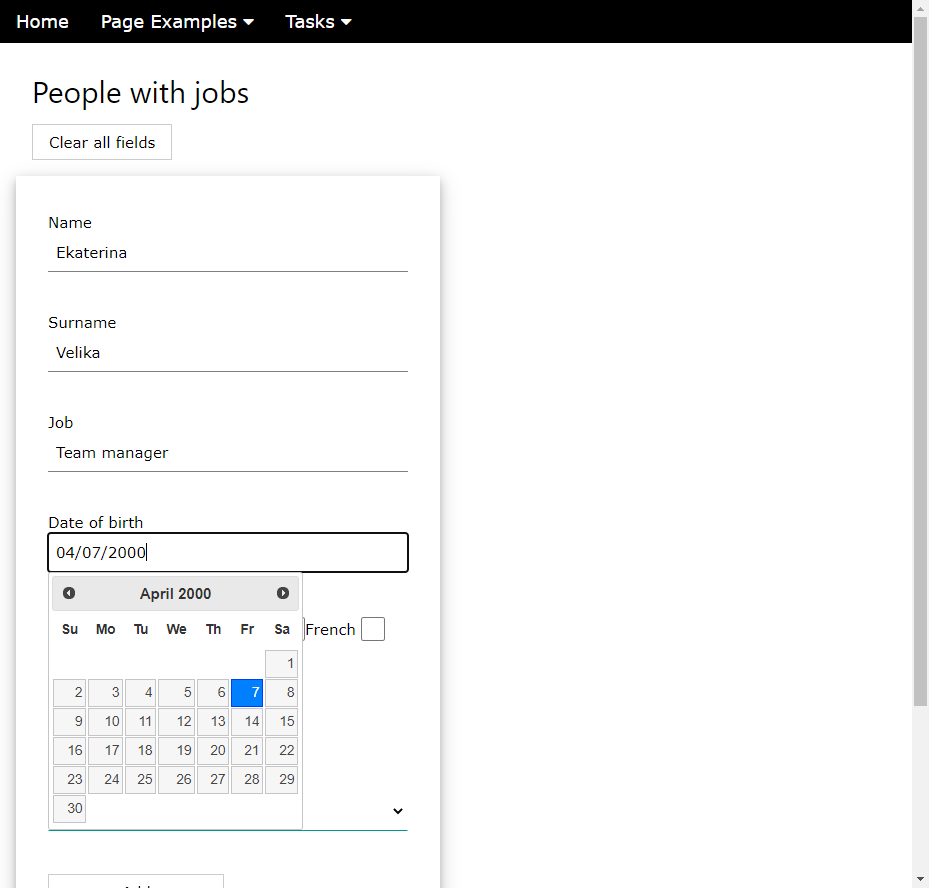 Home Page Examples Tasks
People with jobs
Clear all fields
Name
Ekaterina
Surname
Velika
Job
Team manager
Date of birth
04/07/2000
April 2000
Su Mo Tu We Th Fr Sa
1
2 3 4 5 6 7 8
9 10 11 12 13 14 15
16 17 18 19 20 21 22
23 24 25 26 27 28 29
30
French